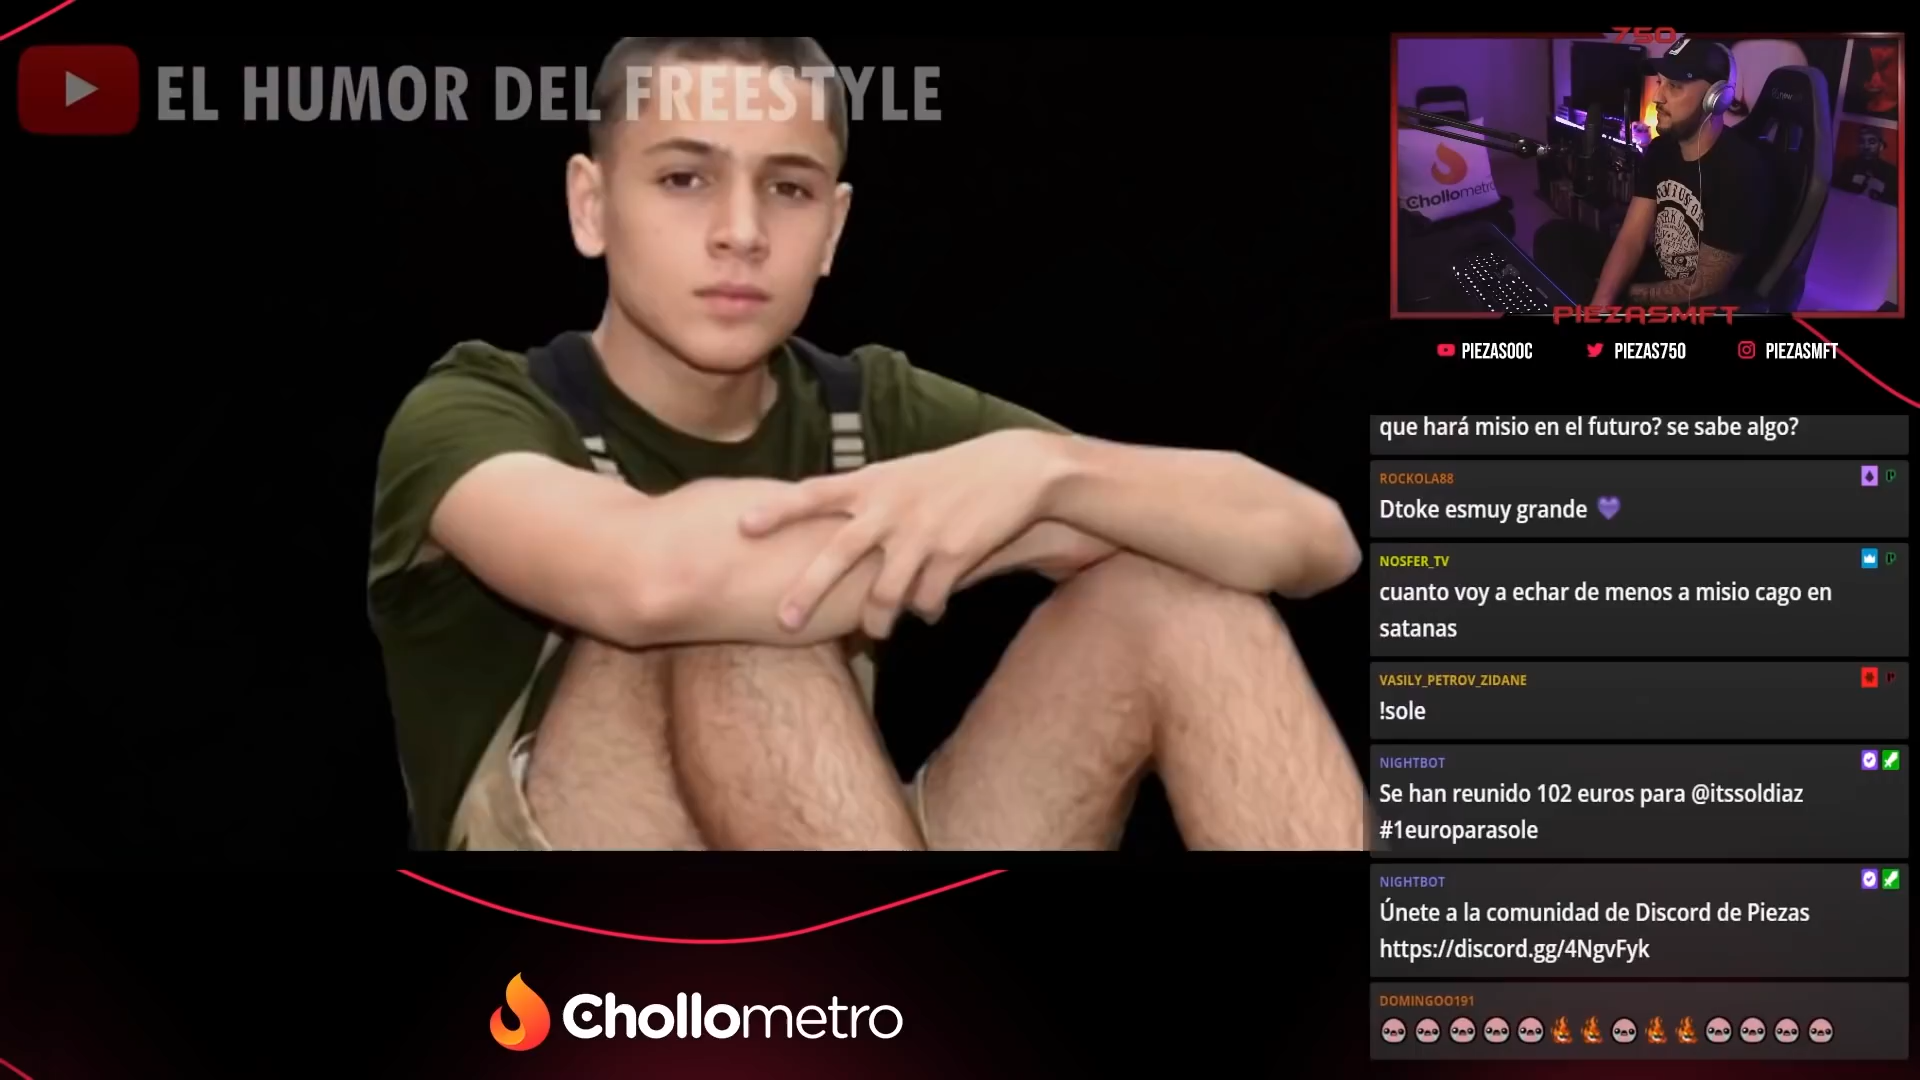 EL HUMOR DEL FREESTYLE
750
Chollometro
PIEZASMFT
PIEZASOOC
PIEZAS750
PIEZASMFT
que hará misio en el futuro? se sabe algo?
ROCKOLA88
Dtoke esmuy grande
NOSFER_TV
cuanto voy a echar de menos a misio cago en
satanas
VASILY_PETROV_ZIDANE
!sole
NIGHTBOT
Se han reunido 102 euros para @itssoldiaz
#1europarasole
NIGHTBOT
Únete a la comunidad de Discord de Piezas
https://discord.gg/4NgvFyk
DOMINGOO191
Chollometro